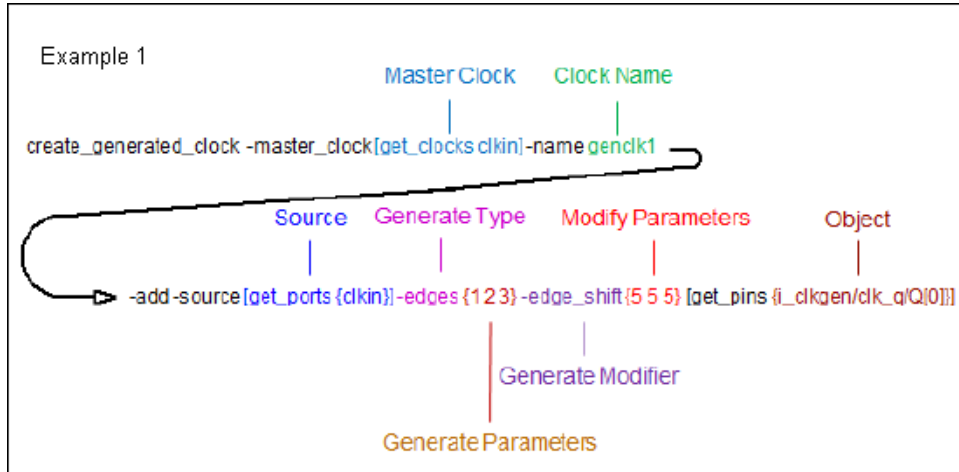 Example 1
Master Clock Clock Name
create_generated_clock -master_clock[get_clocks clkin]-name genclk1
Source Generate Type Modify Parameters Object
-add -source [get_ports {clkin}] -edges {1 2 3} -edge_shift{5 5 5} [get_pins {i_clkgen/clk_q/Q[0]}]
Generate Modifier
Generate Parameters